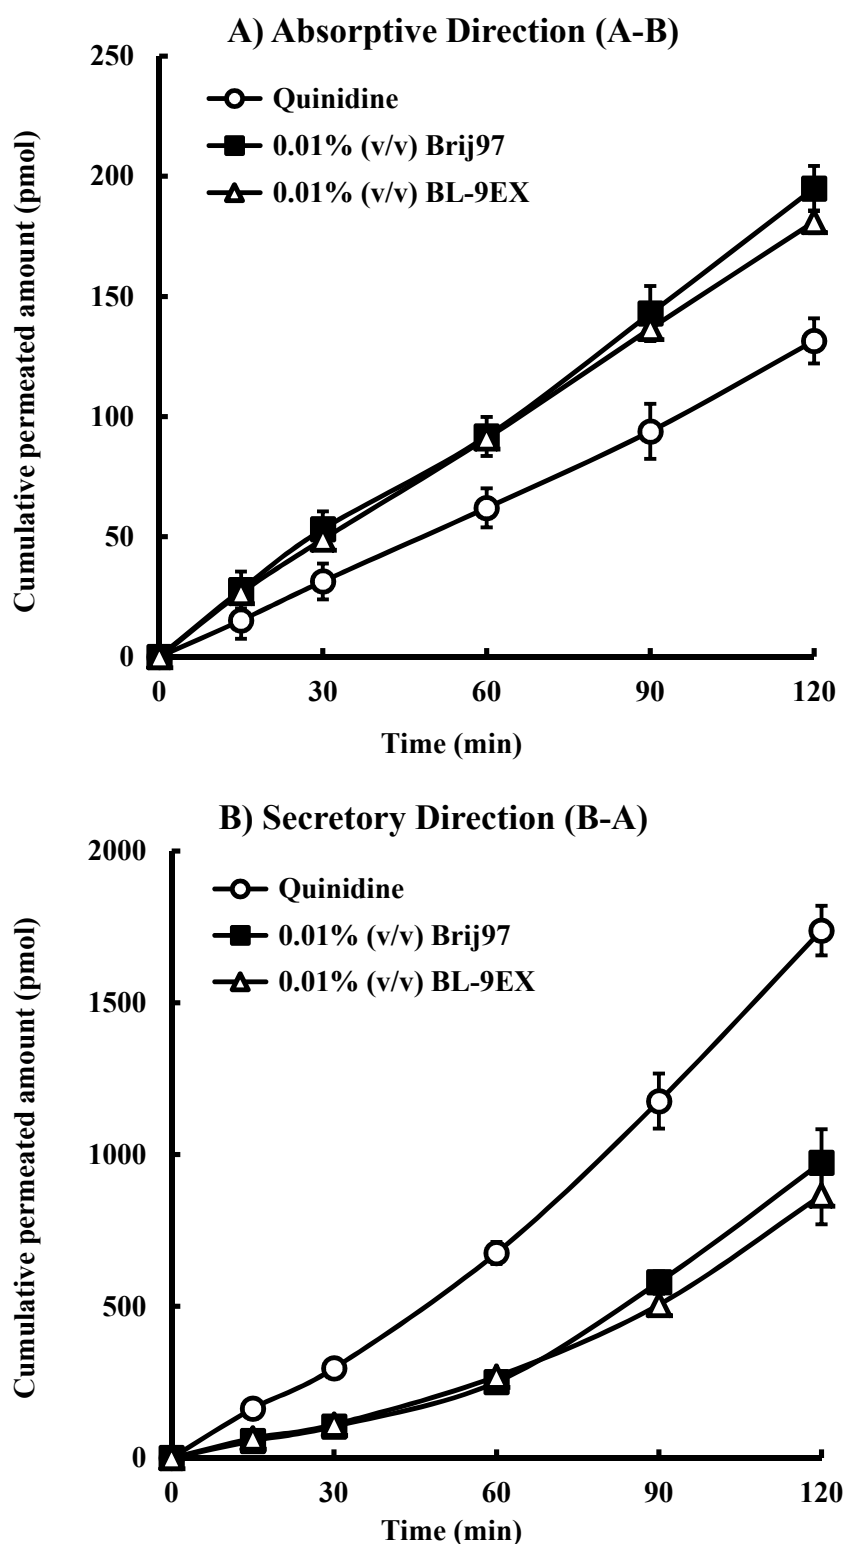 A) Absorptive Direction (A-B)
250
200
150
100
50
0
Quinidine
0.01% (v/v) Brij97
0.01% (v/v) BL-9EX
Cumulative permeated amount (pmol)
0 30 60 90 120
Time (min)
B) Secretory Direction (B-A)
2000
1500
1000
500
0
Quinidine
0.01% (v/v) Brij97
0.01% (v/v) BL-9EX
Cumulative permeated amount (pmol)
0 30 60 90 120
Time (min)